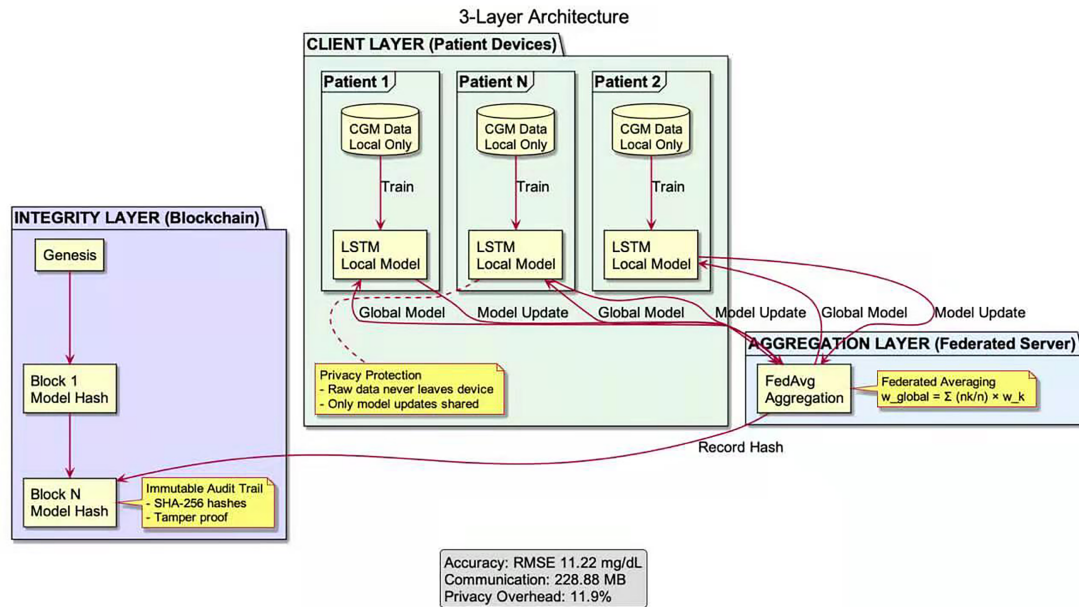 3-Layer Architecture
CLIENT LAYER (Patient Devices)
Patient 1
CGM Data
Local Only
Train
LSTM
Local Model
Patient N
CGM Data
Local Only
Train
LSTM
Local Model
Patient 2
CGM Data
Local Only
Train
LSTM
Local Model
Global Model
Model Update
Global Model
Model Update
Global Model
Model Update
Privacy Protection
- Raw data never leaves device
- Only model updates shared
AGGREGATION LAYER (Federated Server)
FedAvg
Aggregation
Federated Averaging
w_global = Σ (nk/n) × w_k
Record Hash
INTEGRITY LAYER (Blockchain)
Genesis
Block 1
Model Hash
Block N
Model Hash
Immutable Audit Trail
- SHA-256 hashes
- Tamper proof
Accuracy: RMSE 11.22 mg/dL
Communication: 228.88 MB
Privacy Overhead: 11.9%